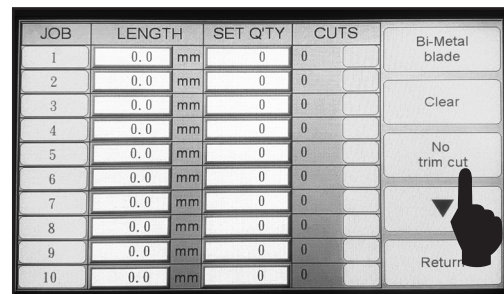 JOB LENGTH SET Q'TY CUTS
1 0.0 mm 0 0
2 0.0 mm 0 0
3 0.0 mm 0 0
4 0.0 mm 0 0
5 0.0 mm 0 0
6 0.0 mm 0 0
7 0.0 mm 0 0
8 0.0 mm 0 0
9 0.0 mm 0 0
10 0.0 mm 0 0
Bi-Metal
blade
Clear
No
trim cut
Return